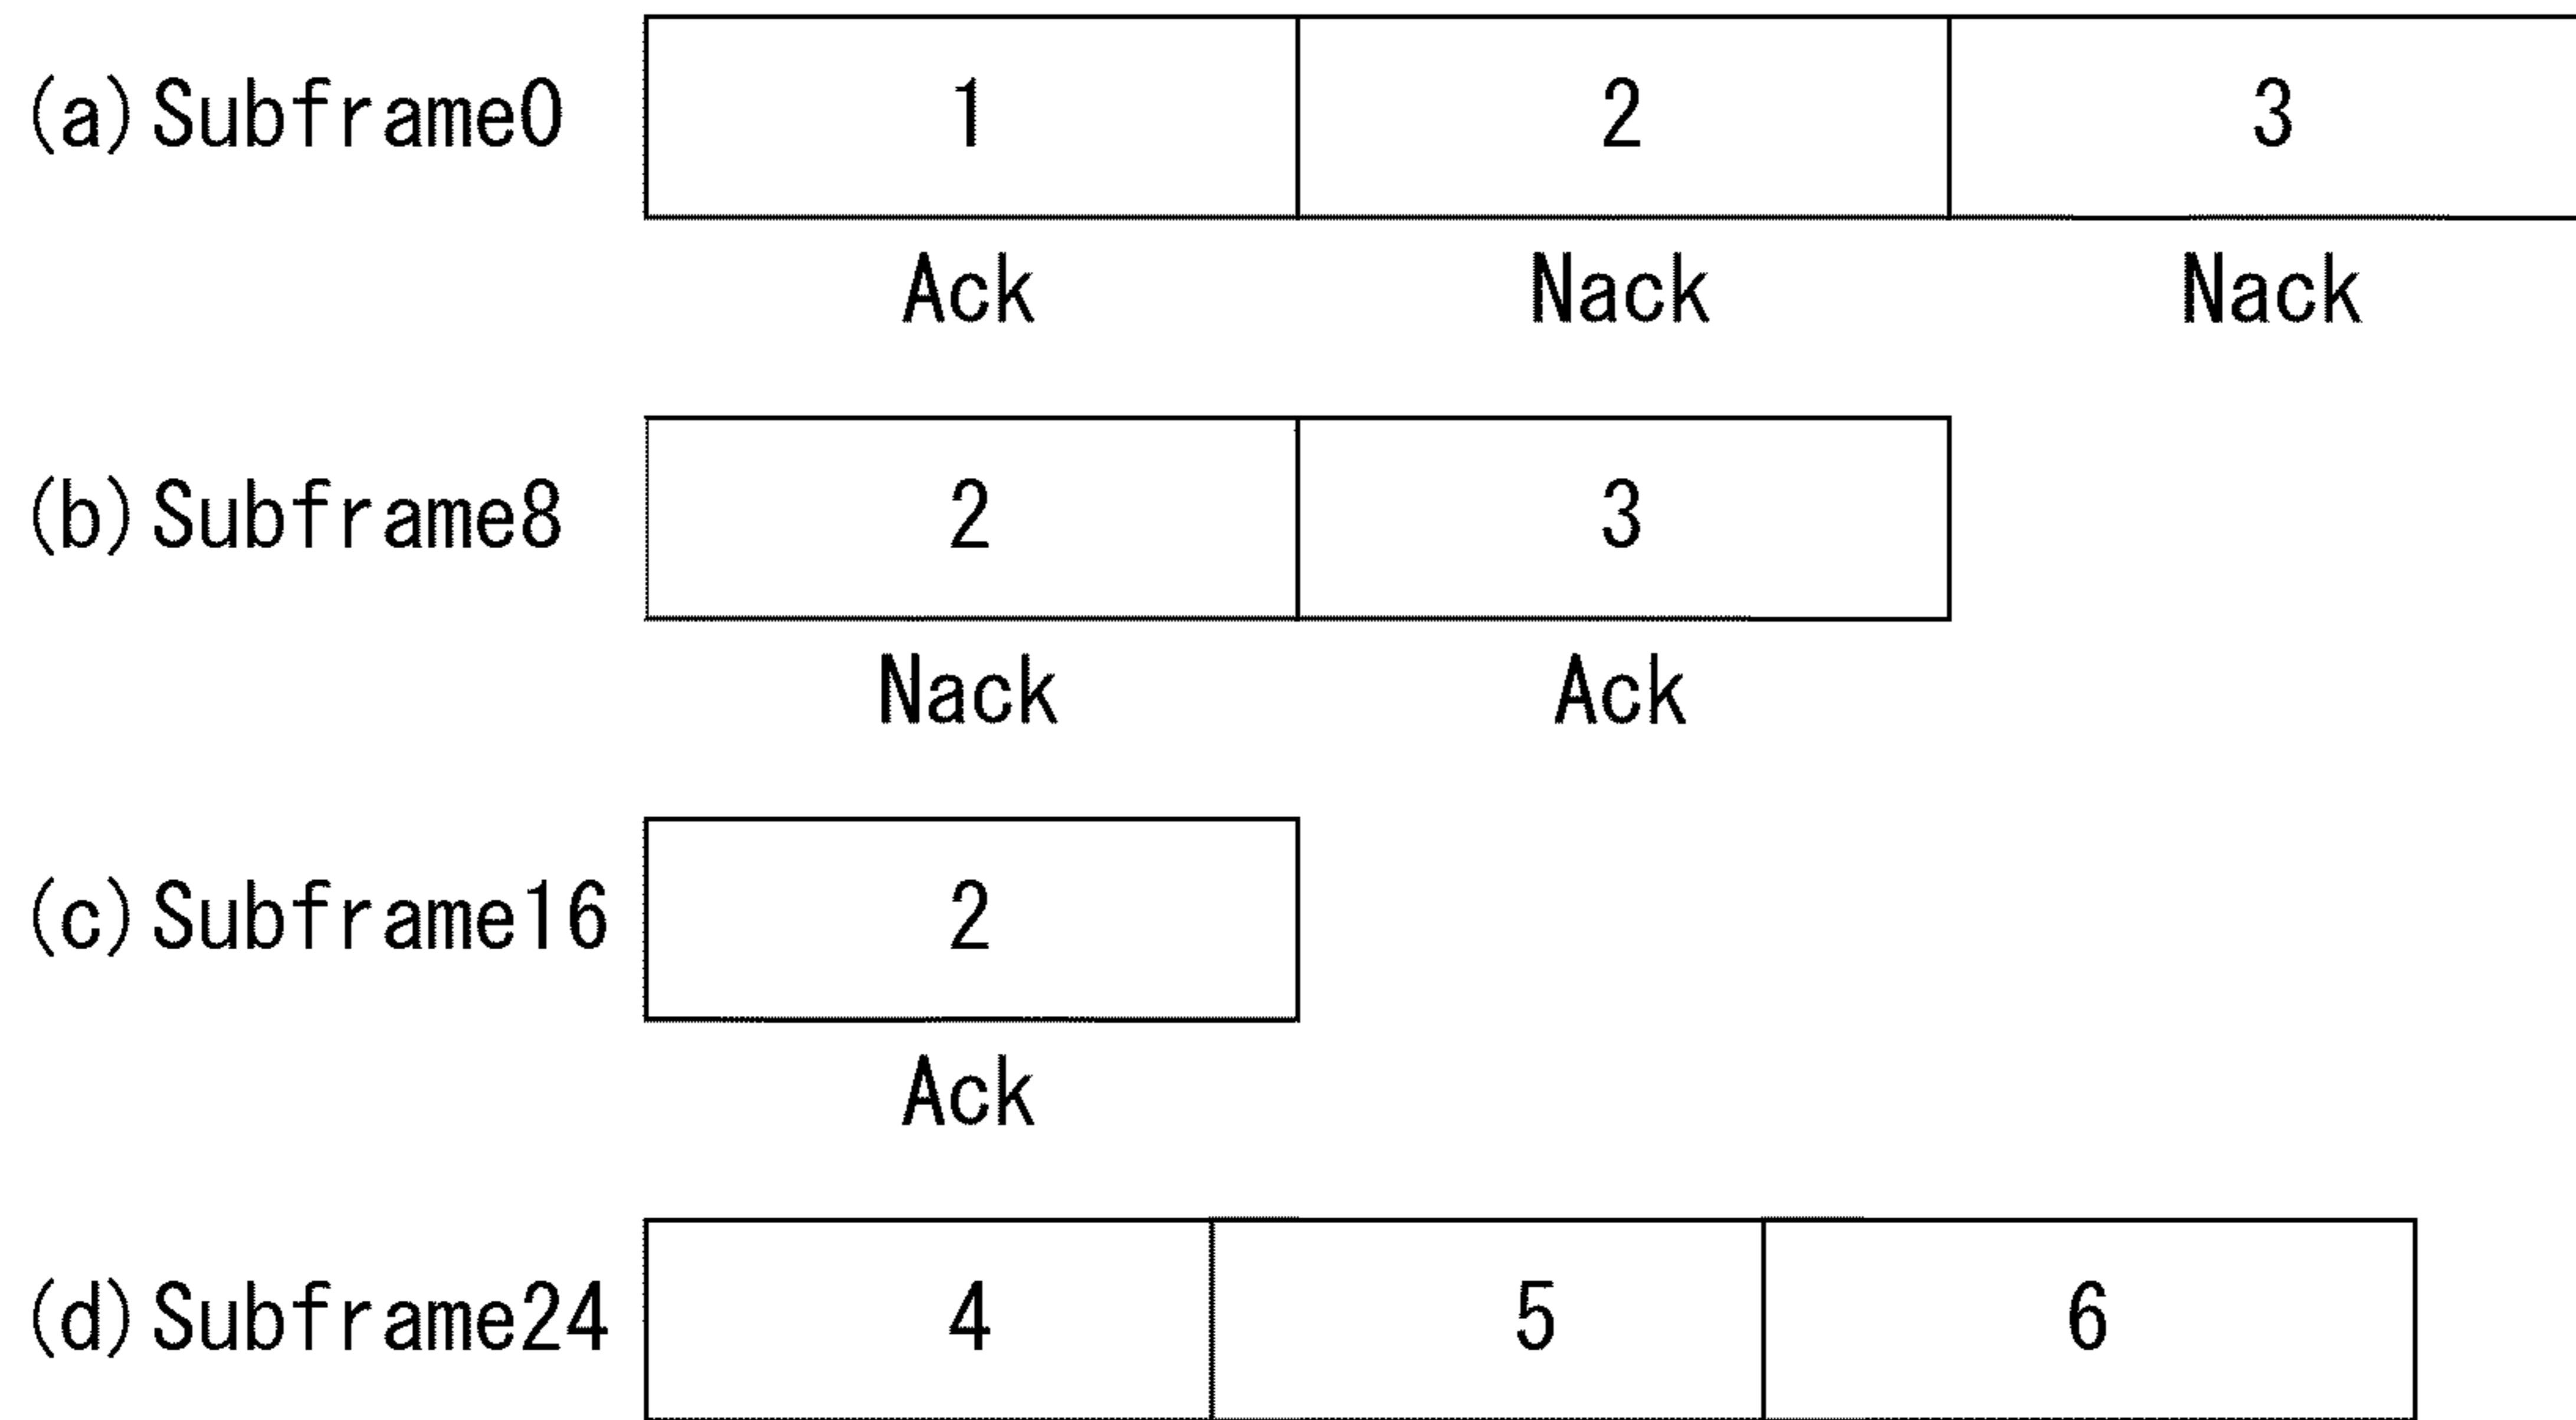 (a)Subframe0 1 2 3
Ack Nack Nack
(b)Subframe8 2 3
Nack Ack
(c)Subframe16 2
Ack
(d)Subframe24 4 5 6